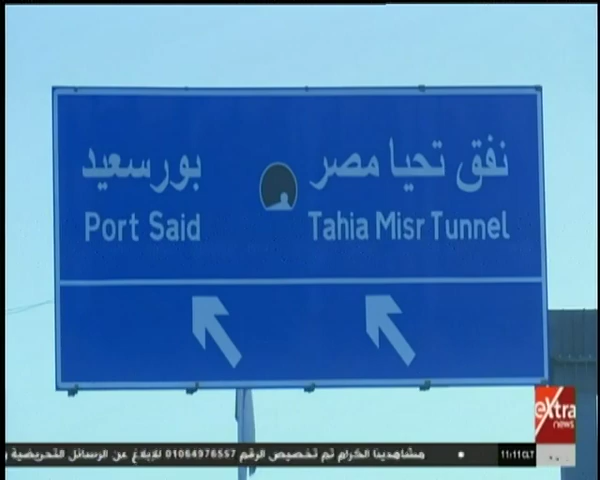 نفق تحيا مصر
بورسعيد
Tahia Misr Tunnel
Port Said
eXtra
news
مشاهدينا الكرام تم تخصيص الرقم 01064976557 للإبلاغ عن الرسائل التحريضية و
11:11